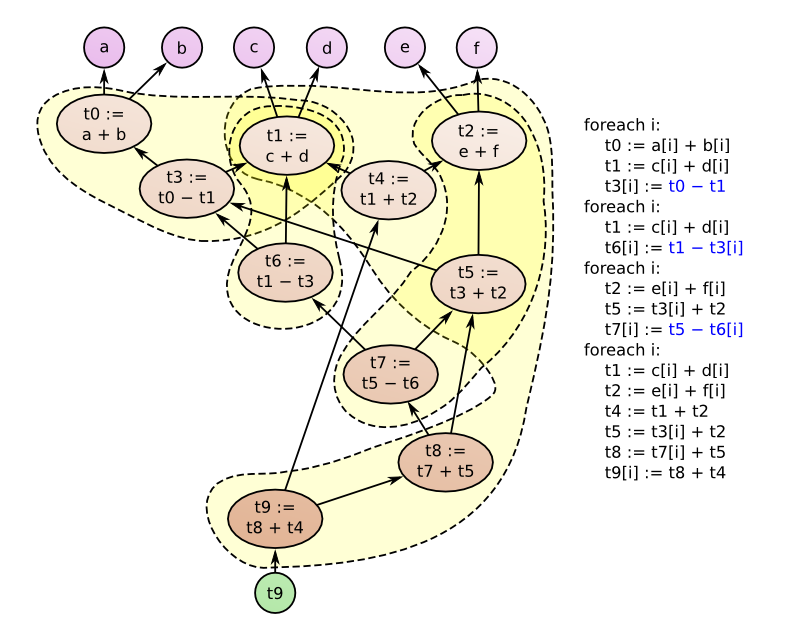 a
b
c
d
e
f
t0 :=
a + b
t1 :=
c + d
t2 :=
e + f
t3 :=
t0 − t1
t4 :=
t1 + t2
t6 :=
t1 − t3
t5 :=
t3 + t2
t7 :=
t5 − t6
t8 :=
t7 + t5
t9 :=
t8 + t4
t9
foreach i:
t0 := a[i] + b[i]
t1 := c[i] + d[i]
t3[i] := t0 − t1
foreach i:
t1 := c[i] + d[i]
t6[i] := t1 − t3[i]
foreach i:
t2 := e[i] + f[i]
t5 := t3[i] + t2
t7[i] := t5 − t6[i]
foreach i:
t1 := c[i] + d[i]
t2 := e[i] + f[i]
t4 := t1 + t2
t5 := t3[i] + t2
t8 := t7[i] + t5
t9[i] := t8 + t4